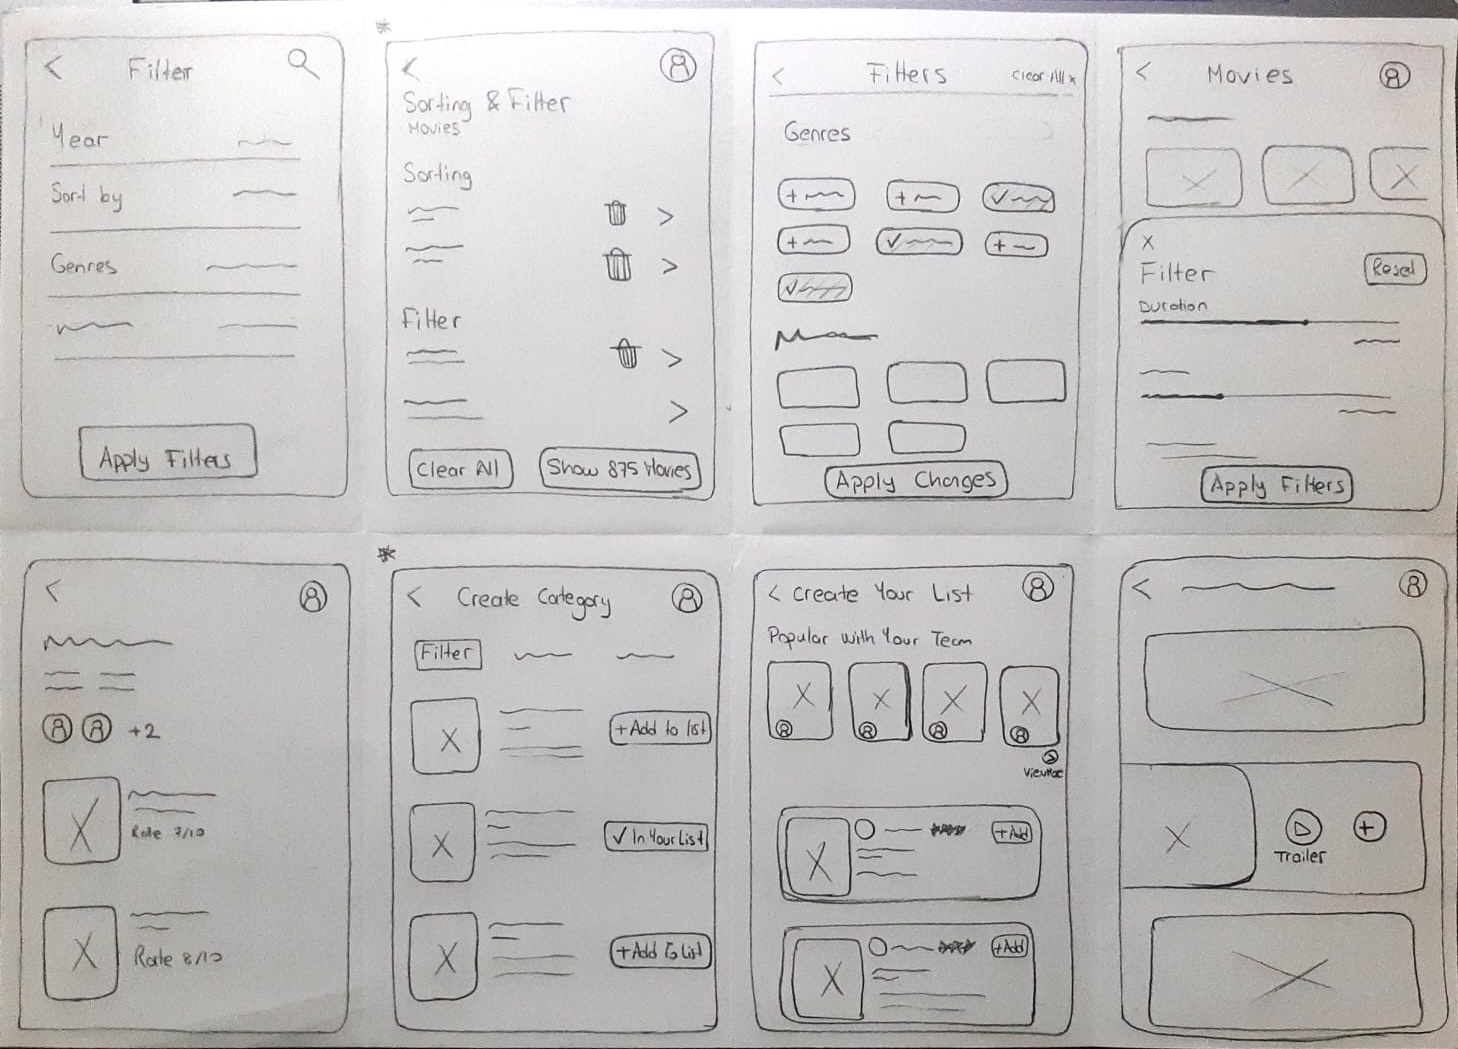 Filter
Year
Sort by
Genres
Apply Filters
Sorting & Filter
Movies
Sorting
Filter
Clear All
Show 875 Movies
Filters
Clear All x
Genres
Apply Changes
Movies
x
Filter
Reset
Duration
Apply Filters
+2
Rate 7/10
Rate 8/10
Create Category
Filter
+ Add to list
✓ In Your List
+ Add To List
Create Your List
Popular with Your Team
View More
+ Add
+ Add
Trailer